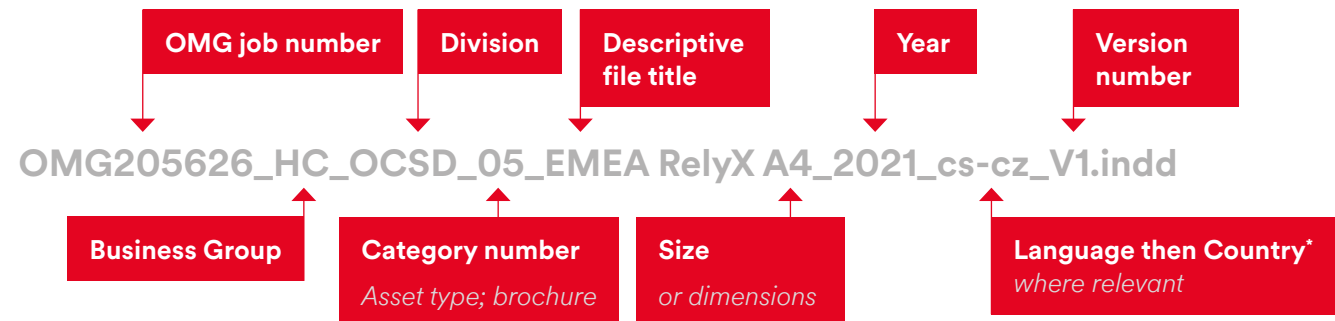 OMG job number
Division
Descriptive
file title
Year
Version
number
OMG205626_HC_OCSD_05_EMEA RelyX A4_2021_cs-cz_V1.indd
Business Group
Category number
Asset type; brochure
Size
or dimensions
Language then Country*
where relevant